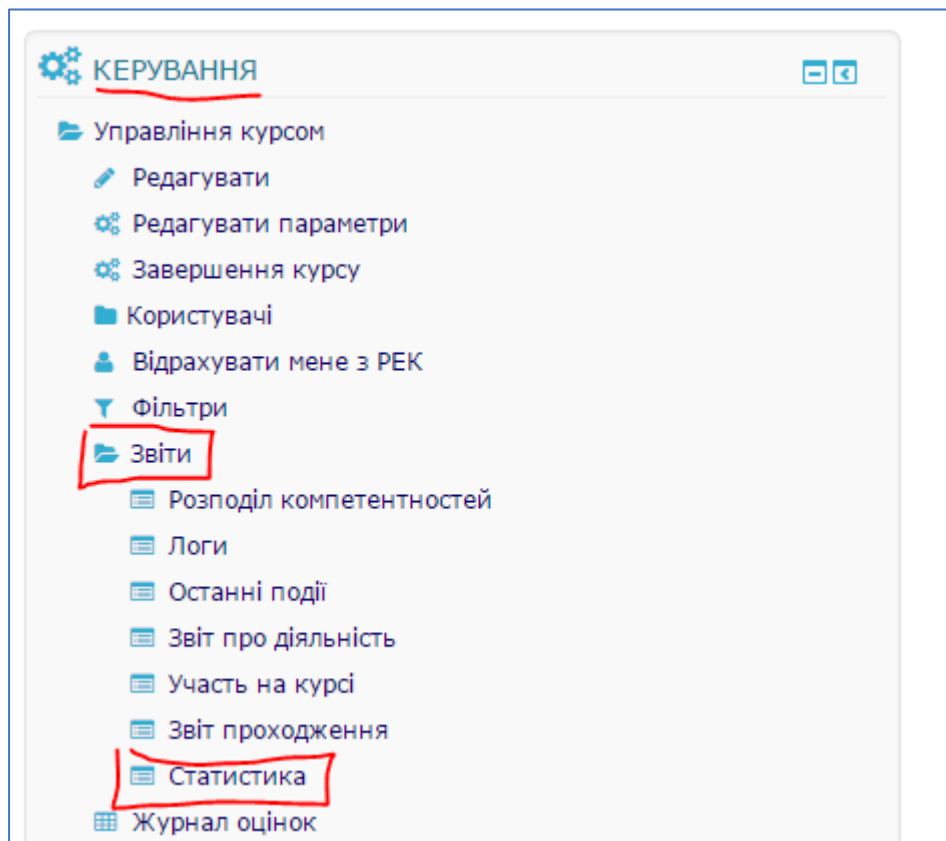 КЕРУВАННЯ
Управління курсом
Редагувати
Редагувати параметри
Завершення курсу
Користувачі
Відрахувати мене з РЕК
Фільтри
Звіти
Розподіл компетентностей
Логи
Останні події
Звіт про діяльність
Участь на курсі
Звіт проходження
Статистика
Журнал оцінок